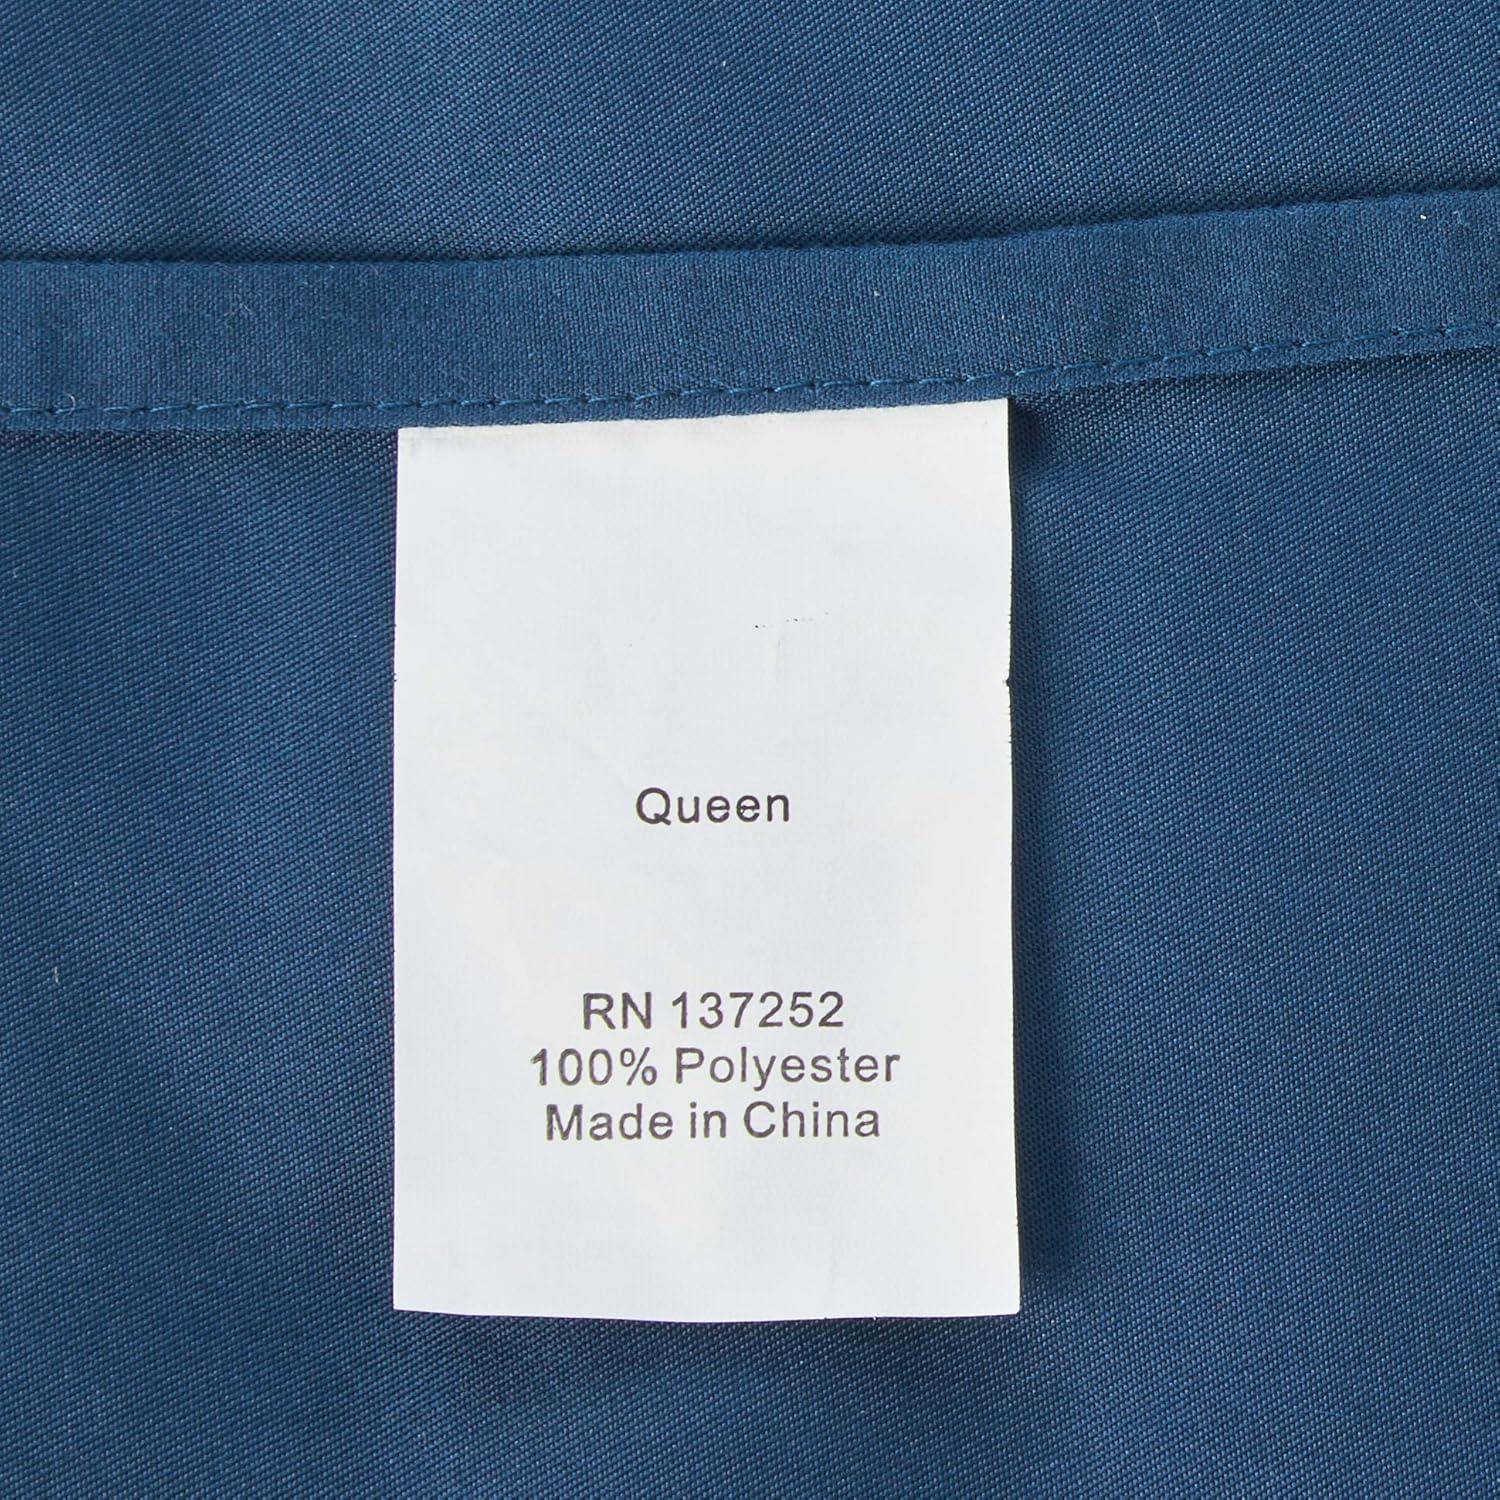 Queen
RN 137252
100% Polyester
Made in China